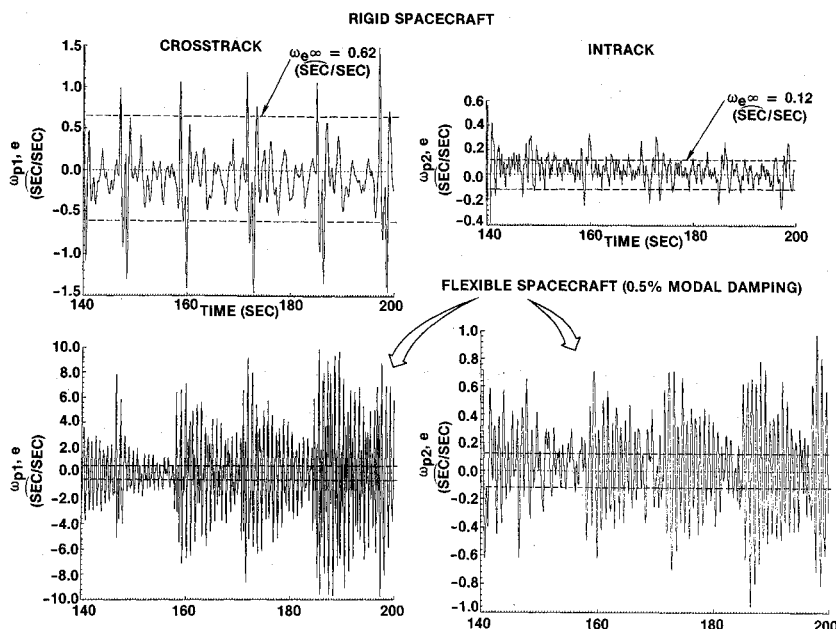 RIGID SPACECRAFT
CROSSTRACK
ωe∞ = 0.62
(SEC/SEC)
ωp1, e
(SEC/SEC)
1.5
1.0
0.5
0.0
−0.5
−1.0
−1.5
140 160 180 200
TIME (SEC)
INTRACK
ωe∞ = 0.12
(SEC/SEC)
ωp2, e
(SEC/SEC)
0.6
0.4
0.2
0.0
−0.2
−0.4
140 160 180 200
TIME (SEC)
FLEXIBLE SPACECRAFT (0.5% MODAL DAMPING)
ωp1, e
(SEC/SEC)
10.0
8.0
6.0
4.0
2.0
0.0
−2.0
−4.0
−6.0
−8.0
−10.0
140 160 180 200
ωp2, e
(SEC/SEC)
1.0
0.8
0.6
0.4
0.2
0.0
−0.2
−0.4
−0.6
−0.8
−1.0
140 160 180 200